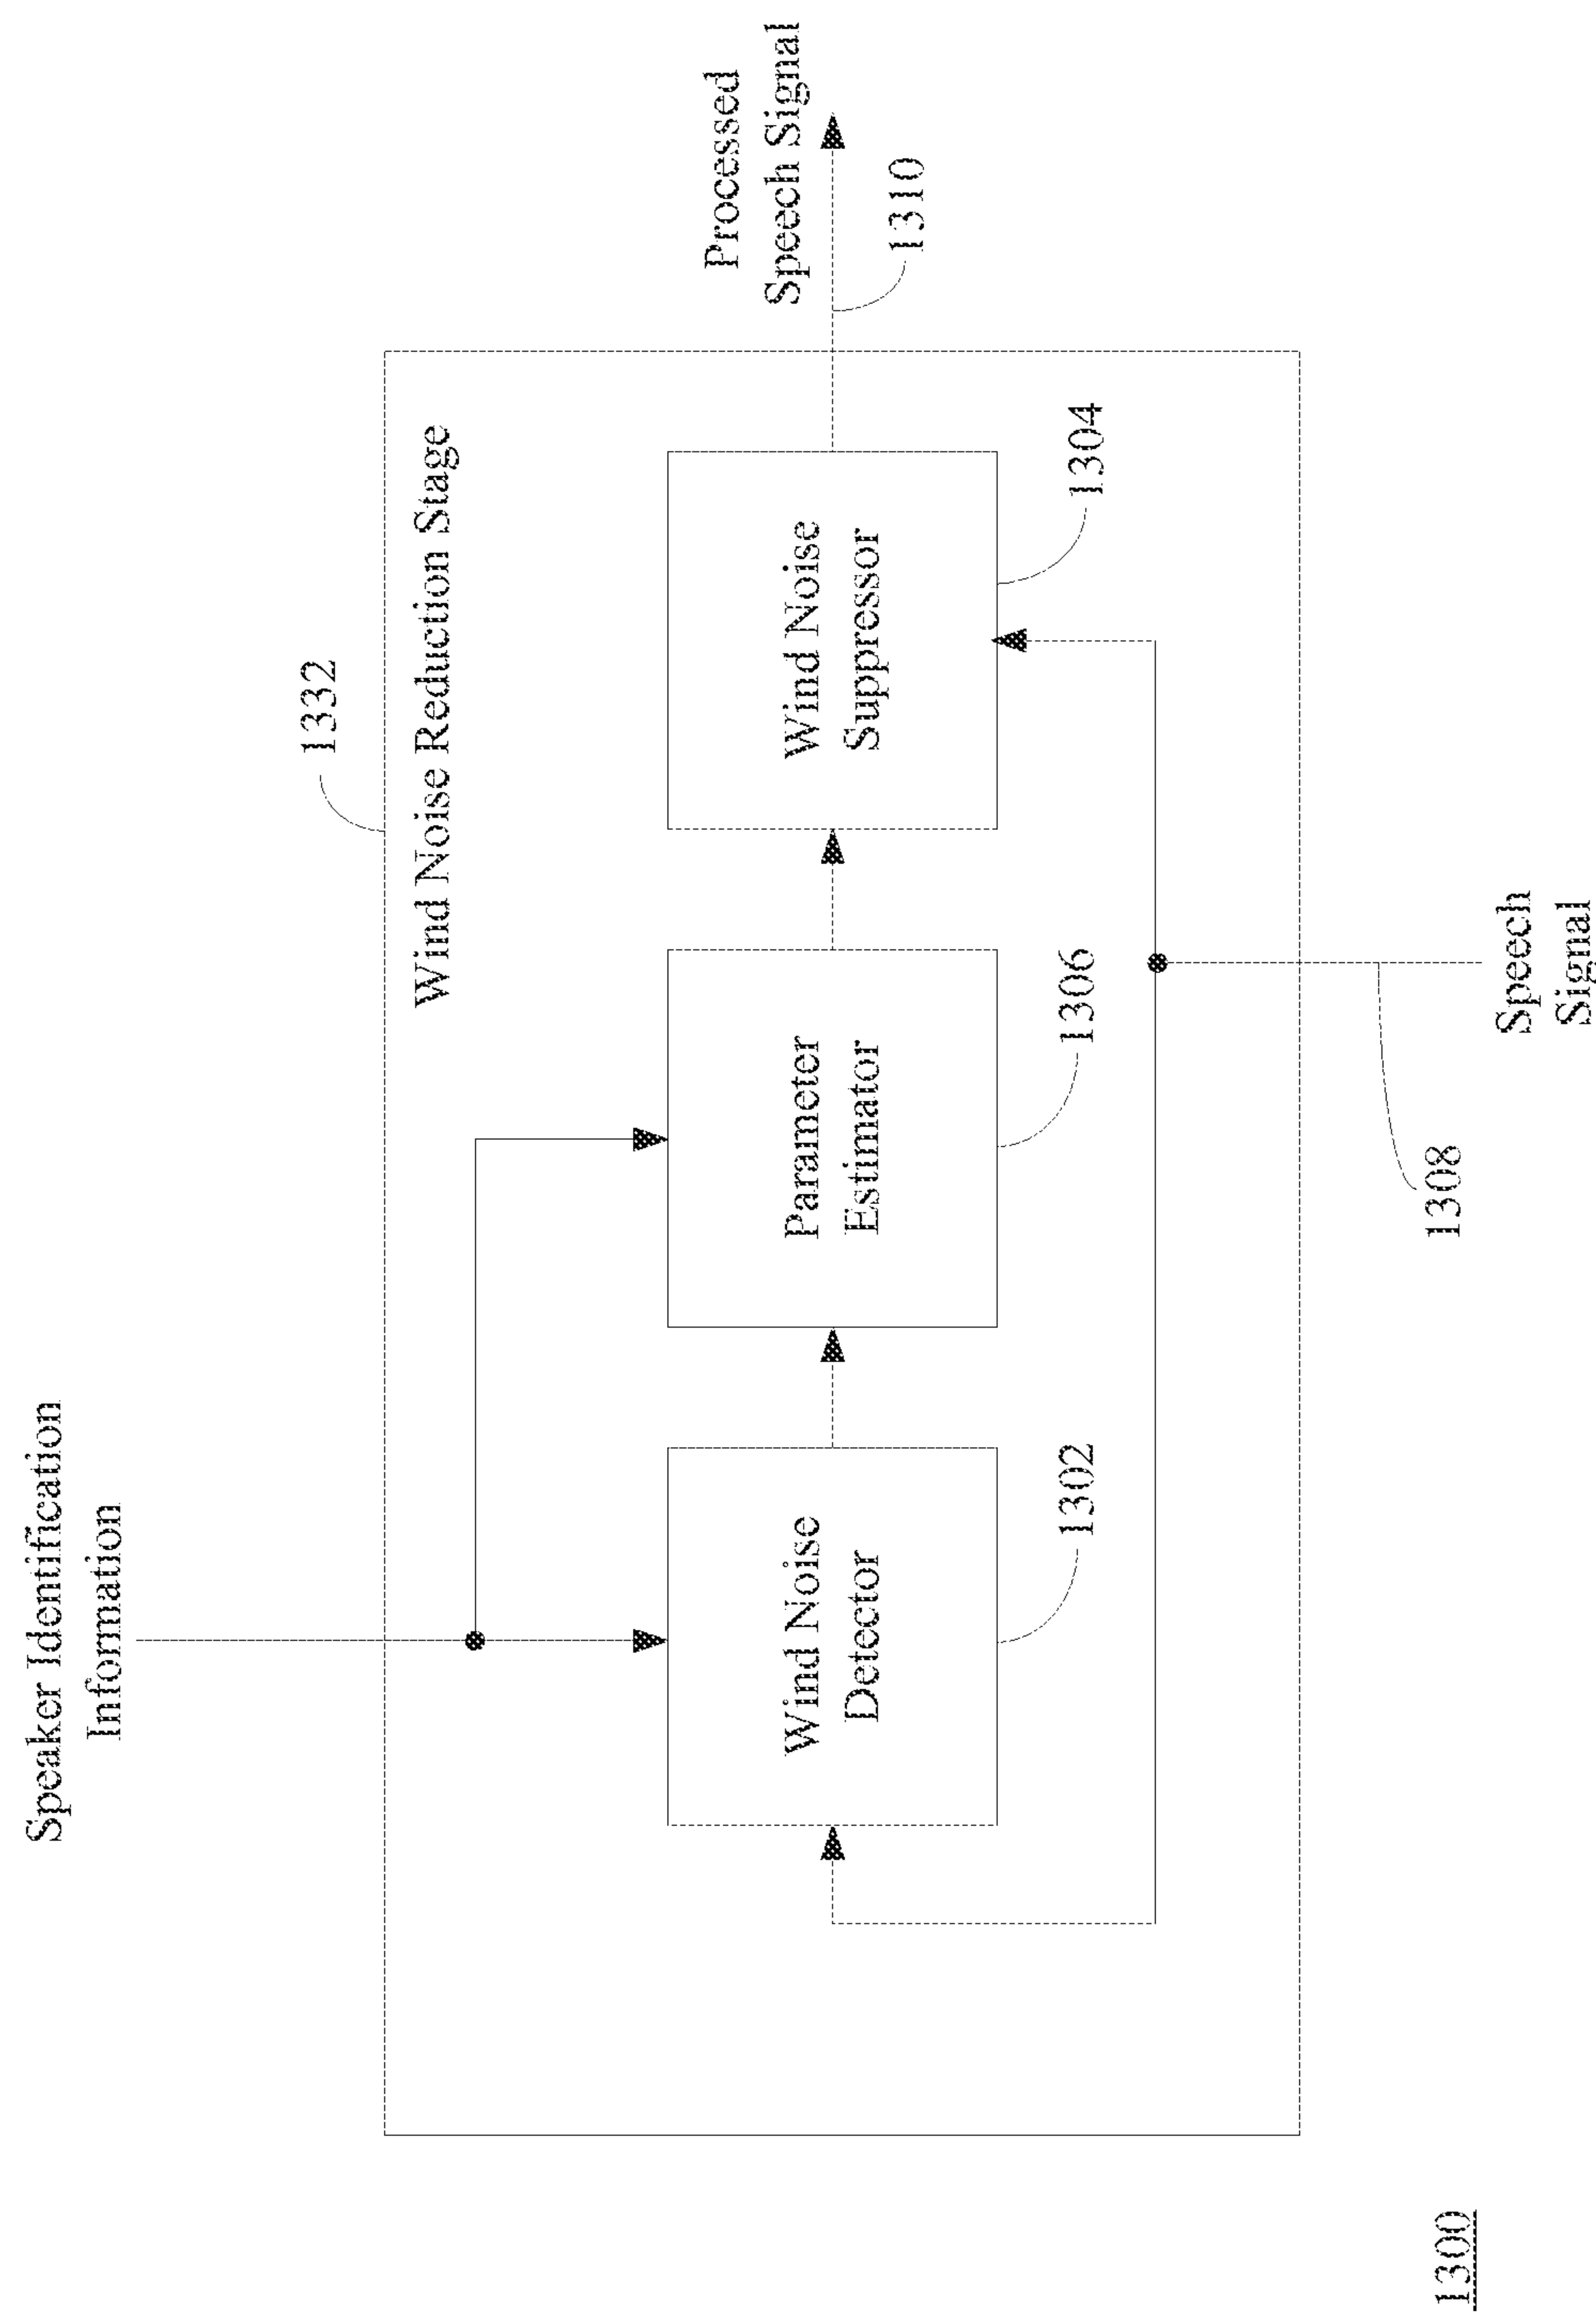 1300
Speaker Identification
Information
1332
Wind Noise Reduction Stage
Wind Noise
Detector
1302
Parameter
Estimator
1306
Wind Noise
Suppressor
1304
Processed
Speech Signal
1310
1308
Speech
Signal